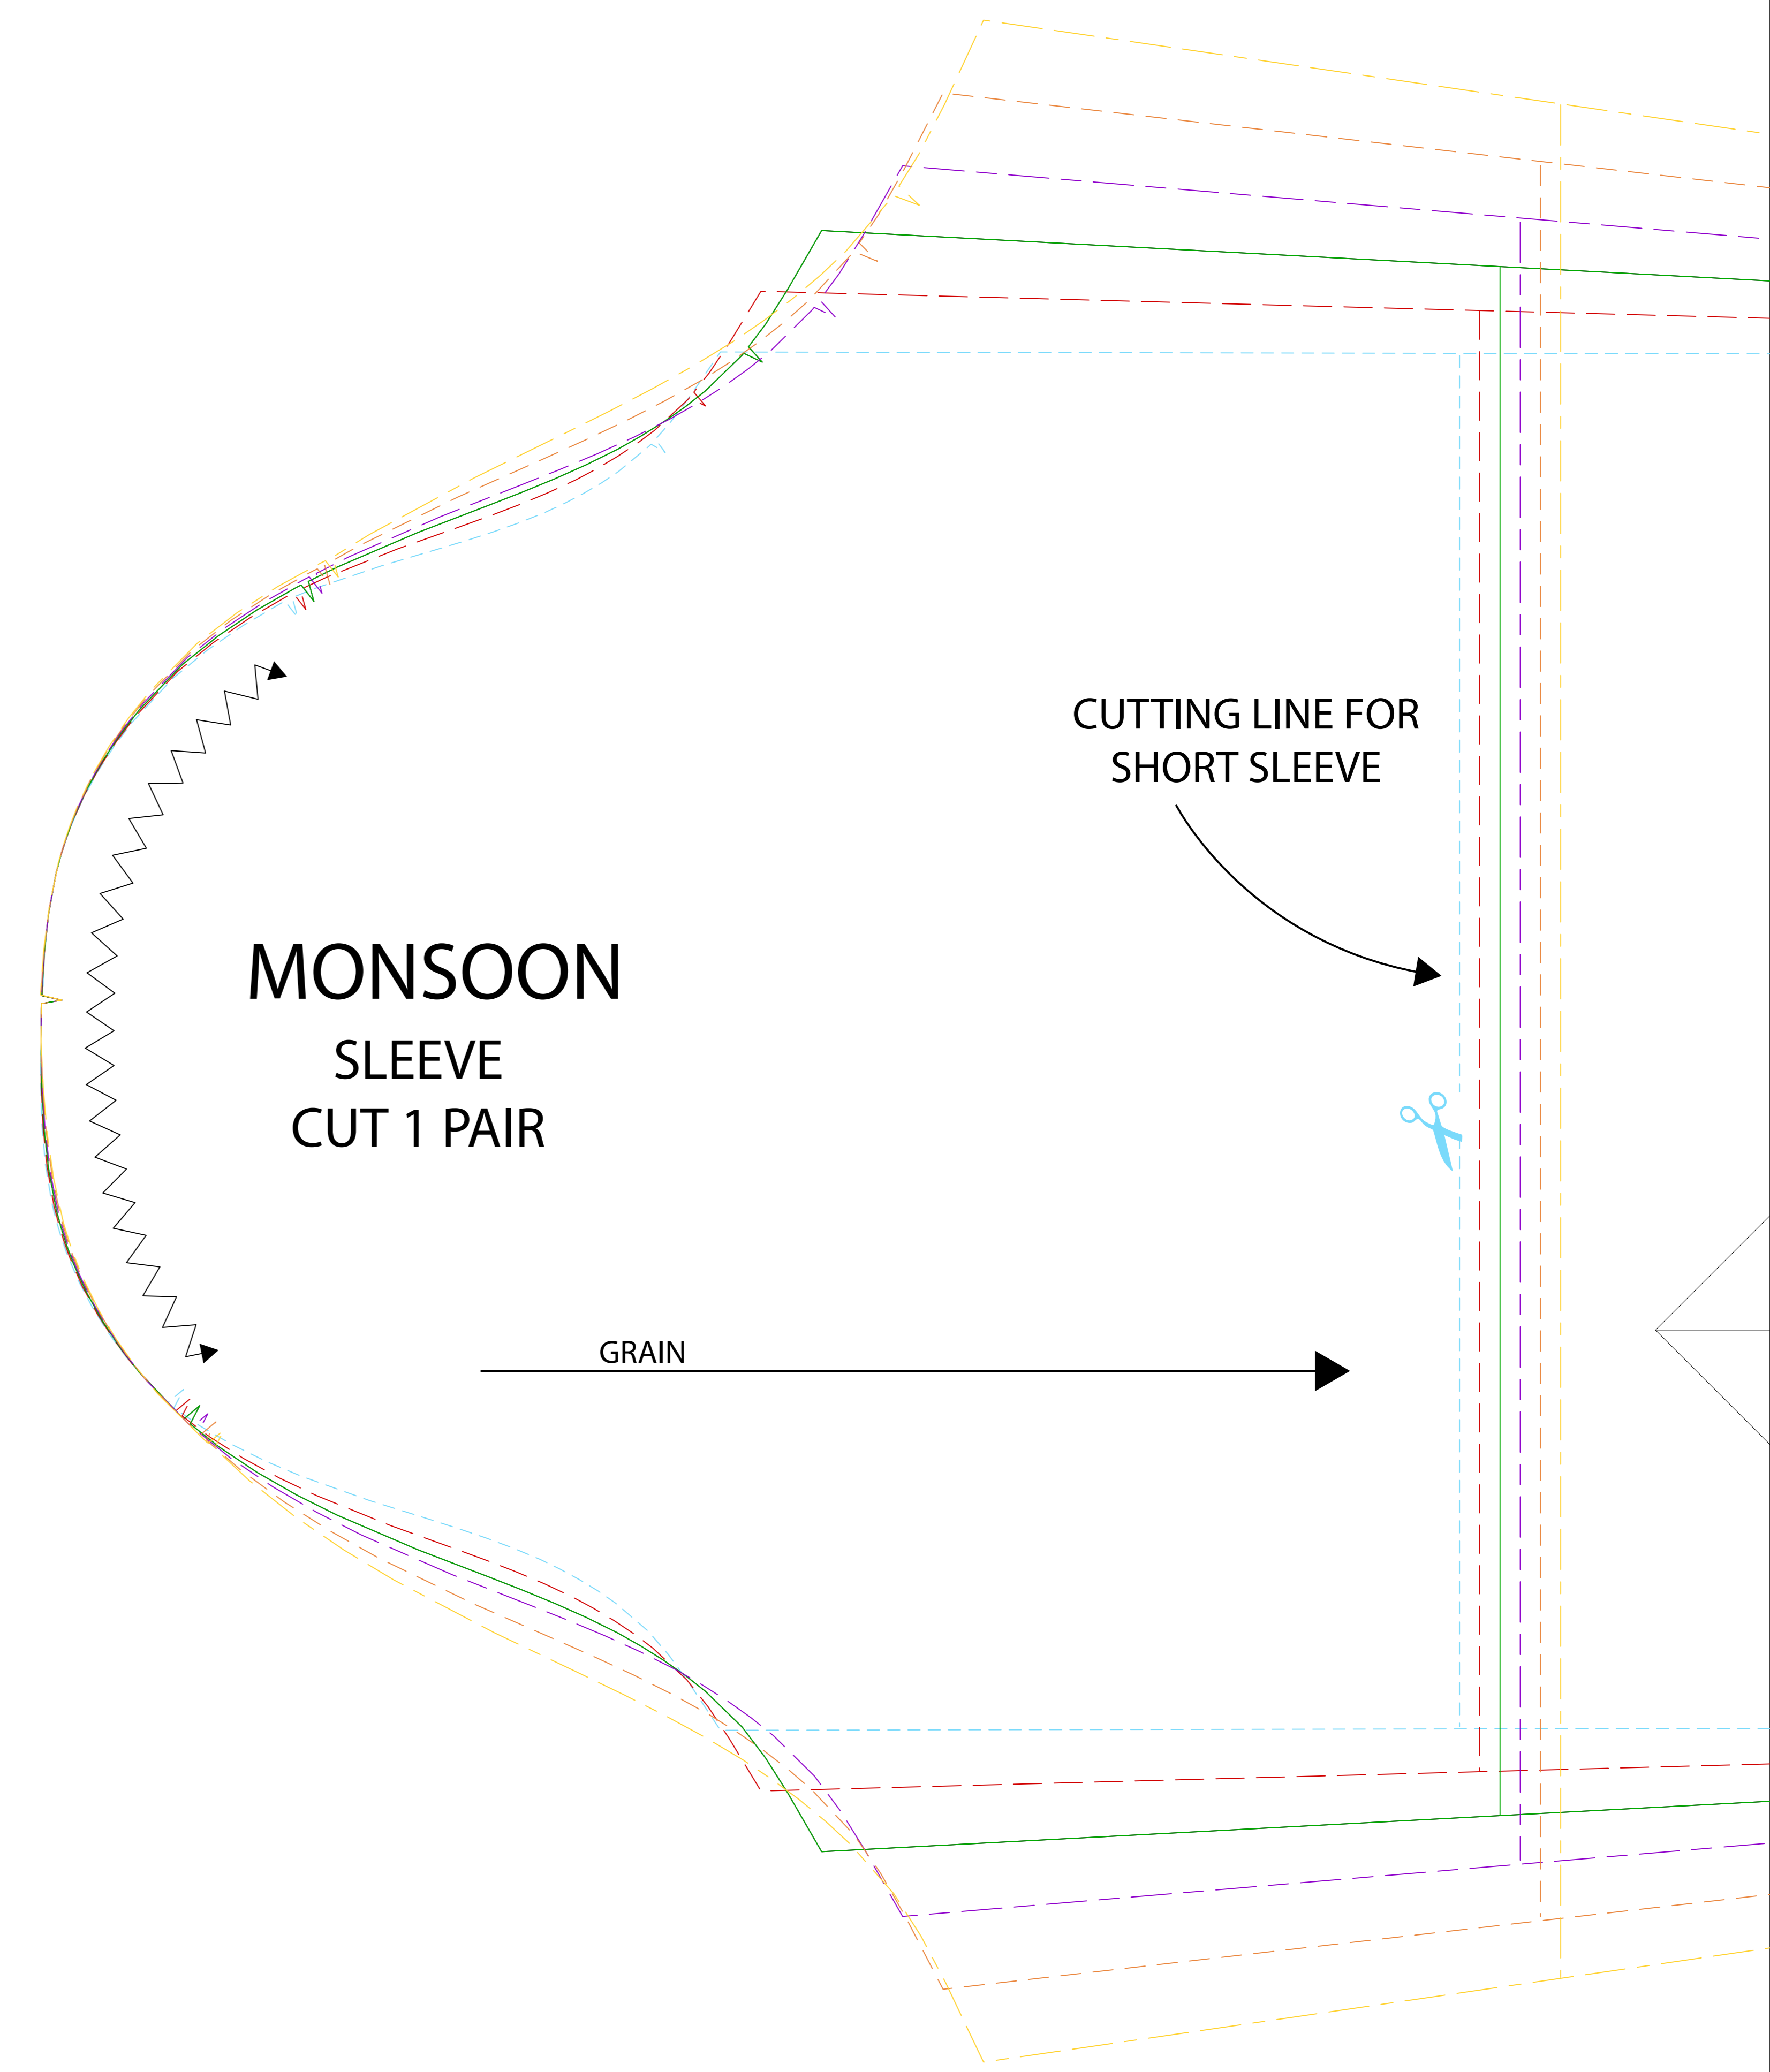 MONSOON
SLEEVE
CUT 1 PAIR
CUTTING LINE FOR
SHORT SLEEVE
GRAIN